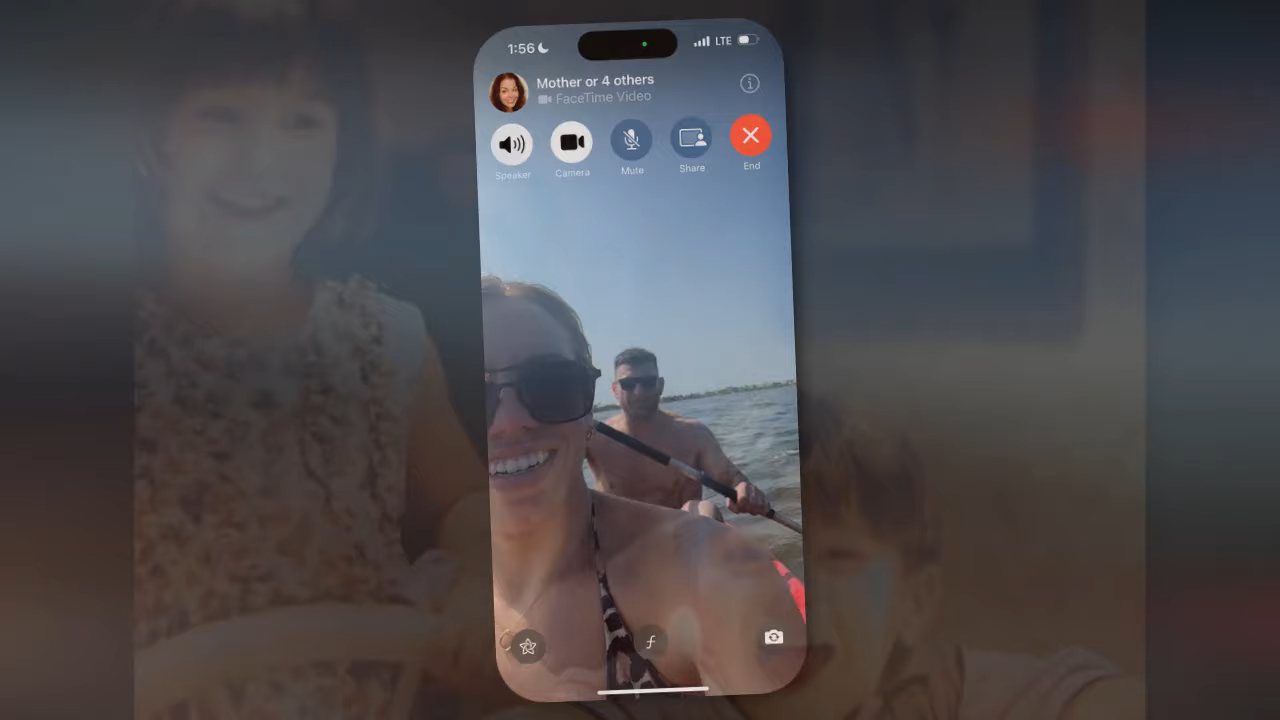 1:56
LTE
Mother or 4 others
FaceTime Video
Speaker
Camera
Mute
Share
End